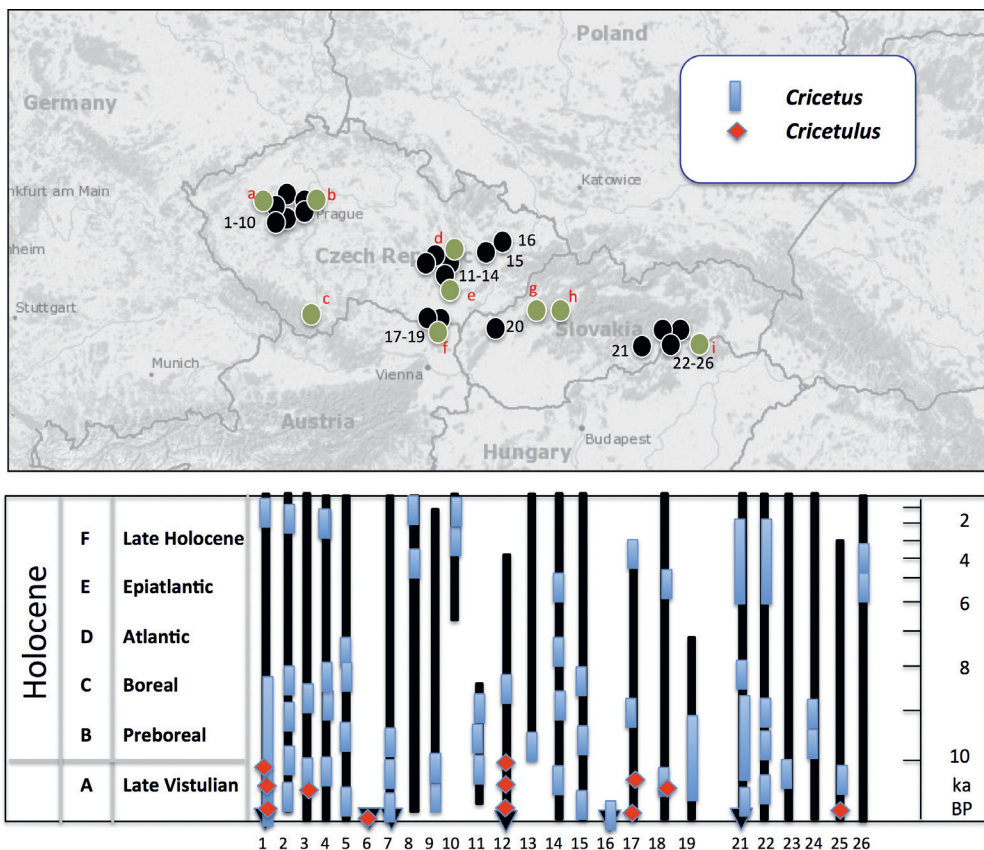 Poland
Germany
Cricetus
Cricetulus
nkfurt am Main
Katowice
a
b
1-10
Prague
nheim
d
16
Czech Republic
15
11-14
e
Stuttgart
c
g
h
17-19
20
Slovakia
f
21
i
22-26
Munich
Vienna
Austria
Budapest
Hungary
Holocene
F Late Holocene
E Epiatlantic
D Atlantic
C Boreal
B Preboreal
A Late Vistulian
2
4
6
8
10
ka
BP
1 2 3 4 5 6 7 8 9 10 11 12 13 14 15 16 17 18 19 21 22 23 24 25 26